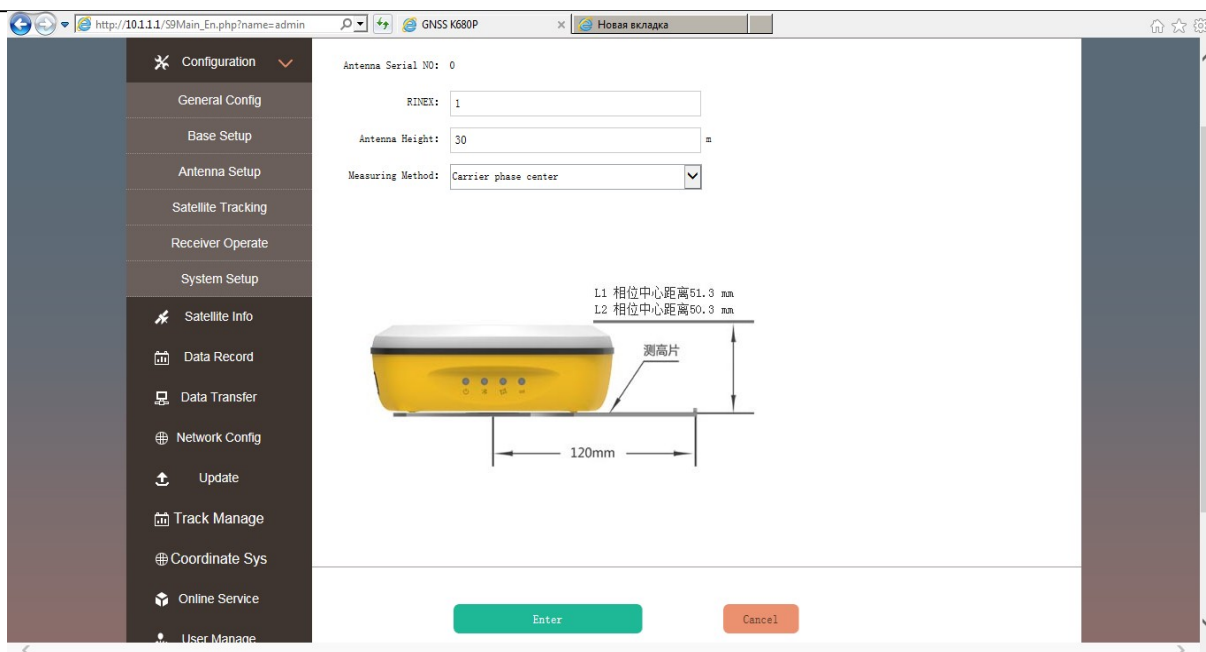 http://10.1.1.1/S9Main_En.php?name=admin
GNSS K680P
Новая вкладка
Configuration
General Config
Base Setup
Antenna Setup
Satellite Tracking
Receiver Operate
System Setup
Satellite Info
Data Record
Data Transfer
Network Config
Update
Track Manage
Coordinate Sys
Online Service
User Manage
Antenna Serial NO: 0
RINEX: 1
Antenna Height: 30 m
Measuring Method: Carrier phase center
L1 相位中心距离51.3 mm
L2 相位中心距离50.3 mm
测高片
120mm
Enter
Cancel